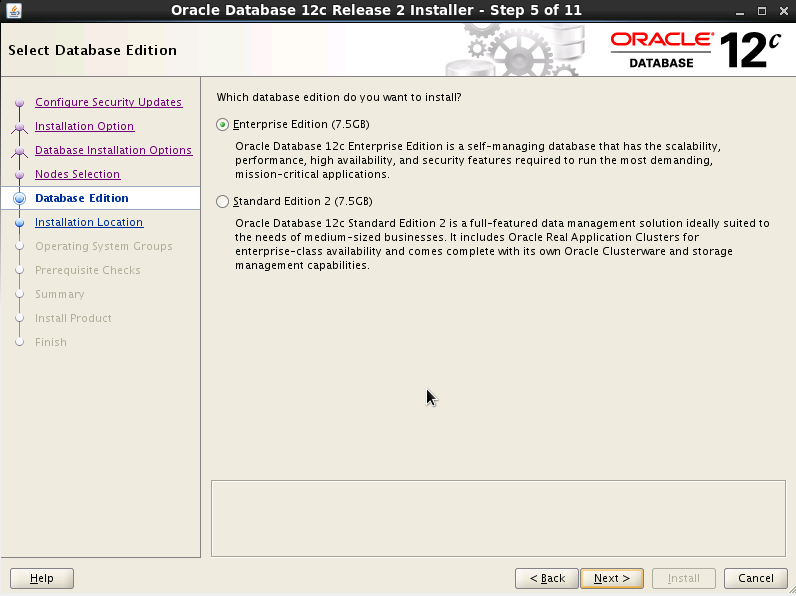 Oracle Database 12c Release 2 Installer - Step 5 of 11
Select Database Edition
ORACLE
DATABASE
12c
Configure Security Updates
Installation Option
Database Installation Options
Nodes Selection
Database Edition
Installation Location
Operating System Groups
Prerequisite Checks
Summary
Install Product
Finish
Which database edition do you want to install?
Enterprise Edition (7.5GB)
Oracle Database 12c Enterprise Edition is a self-managing database that has the scalability,
performance, high availability, and security features required to run the most demanding,
mission-critical applications.
Standard Edition 2 (7.5GB)
Oracle Database 12c Standard Edition 2 is a full-featured data management solution ideally suited to
the needs of medium-sized businesses. It includes Oracle Real Application Clusters for
enterprise-class availability and comes complete with its own Oracle Clusterware and storage
management capabilities.
Help
< Back
Next >
Install
Cancel